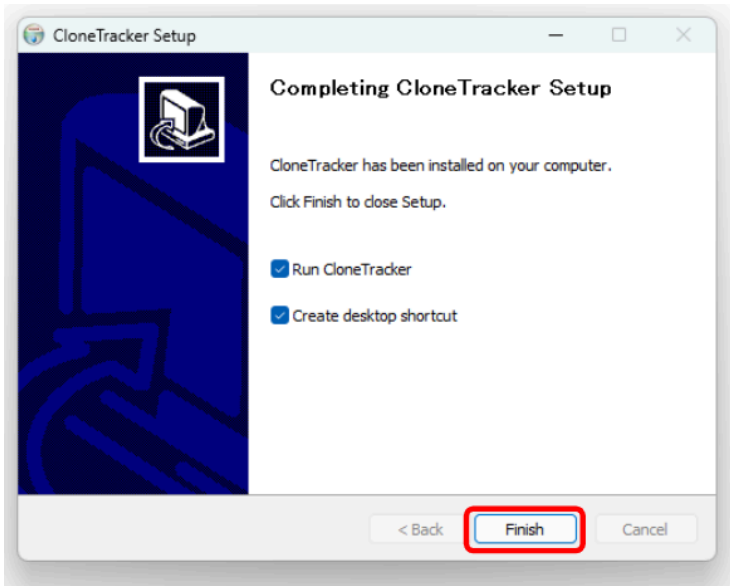 CloneTracker Setup
Completing CloneTracker Setup
CloneTracker has been installed on your computer.
Click Finish to close Setup.
Run CloneTracker
Create desktop shortcut
< Back Finish Cancel